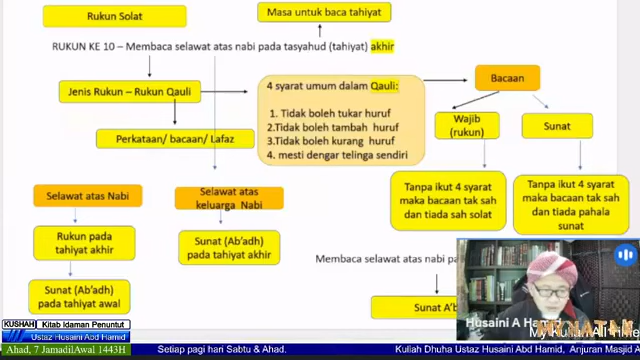 Masa untuk baca tahiyat
Rukun Solat
RUKUN KE 10 – Membaca selawat atas nabi pada tasyahud (tahiyat) akhir
Jenis Rukun – Rukun Qauli
4 syarat umum dalam Qauli:
1. Tidak boleh tukar huruf
2.Tidak boleh tambah huruf
3.Tidak boleh kurang huruf
4. mesti dengar telinga sendiri
Bacaan
Wajib
(rukun)
Sunat
Perkataan/ bacaan/ Lafaz
Tanpa ikut 4 syarat
maka bacaan tak sah
dan tiada sah solat
Tanpa ikut 4 syarat
maka bacaan tak sah
dan tiada pahala
sunat
Selawat atas Nabi
Selawat atas
keluarga Nabi
Rukun pada
tahiyat akhir
Sunat (Ab'adh)
pada tahiyat akhir
Sunat (Ab'adh)
pada tahiyat awal
Membaca selawat atas nabi pa
Sunat A'b
Husaini A Ha
KUSHAH Kitab Idaman Penuntut
Ustaz Husaini Abd Hamid
Ahad, 7 JamadilAwal 1443H
Setiap pagi hari Sabtu & Ahad.
Kullah Dhuha Ustaz Husaini Abd Hamid, Anjuran Masjid A